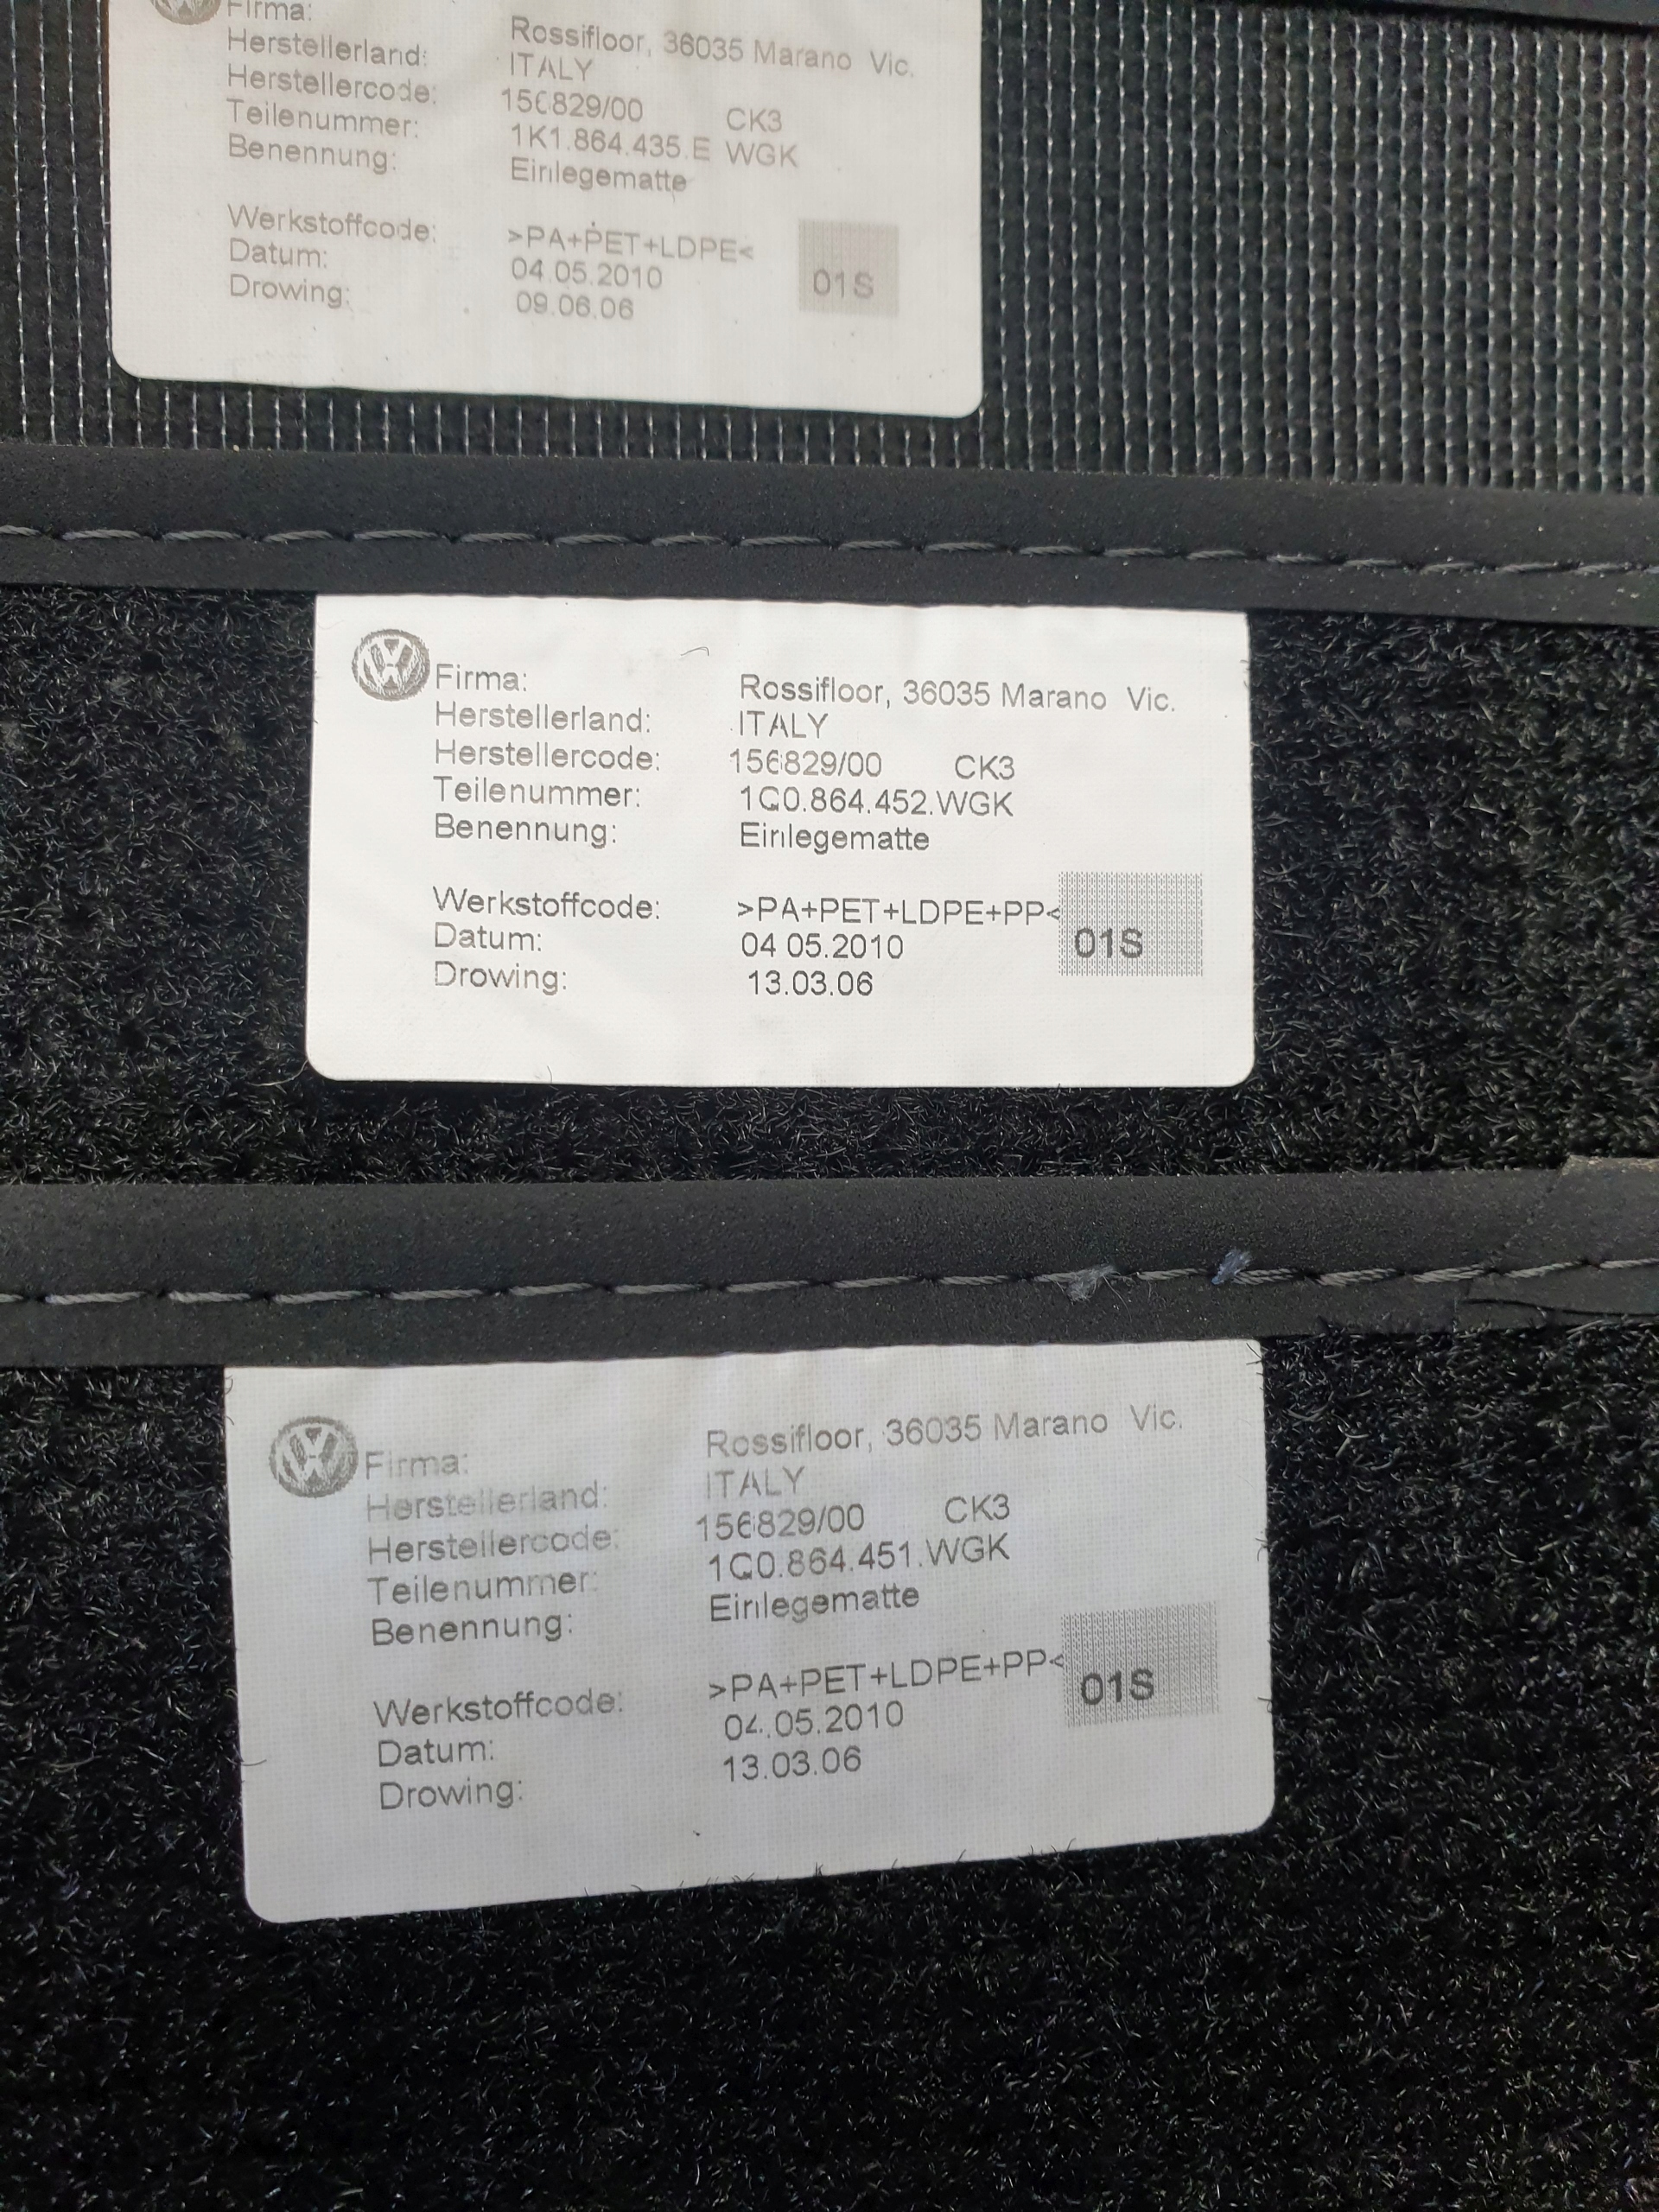 Firma: Rossifloor, 36035 Marano Vic.
Herstellerland: ITALY
Herstellercode: 156829/00 CK3
Teilenummer: 1K1.864.435.E WGK
Benennung: Einlegematte
Werkstoffcode: >PA+PET+LDPE<
Datum: 04.05.2010
01S
Drowing: 09.06.06
Firma: Rossifloor, 36035 Marano Vic.
Herstellerland: ITALY
Herstellercode: 156829/00 CK3
Teilenummer: 1Q0.864.452.WGK
Benennung: Einlegematte
Werkstoffcode: >PA+PET+LDPE+PP<
Datum: 04 05.2010 01S
Drowing: 13.03.06
Firma: Rossifloor, 36035 Marano Vic.
Herstellerland: ITALY
Herstellercode: 156829/00 CK3
Teilenummer: 1Q0.864.451.WGK
Benennung: Einlegematte
Werkstoffcode: >PA+PET+LDPE+PP<
01S
Datum: 04.05.2010
Drowing: 13.03.06